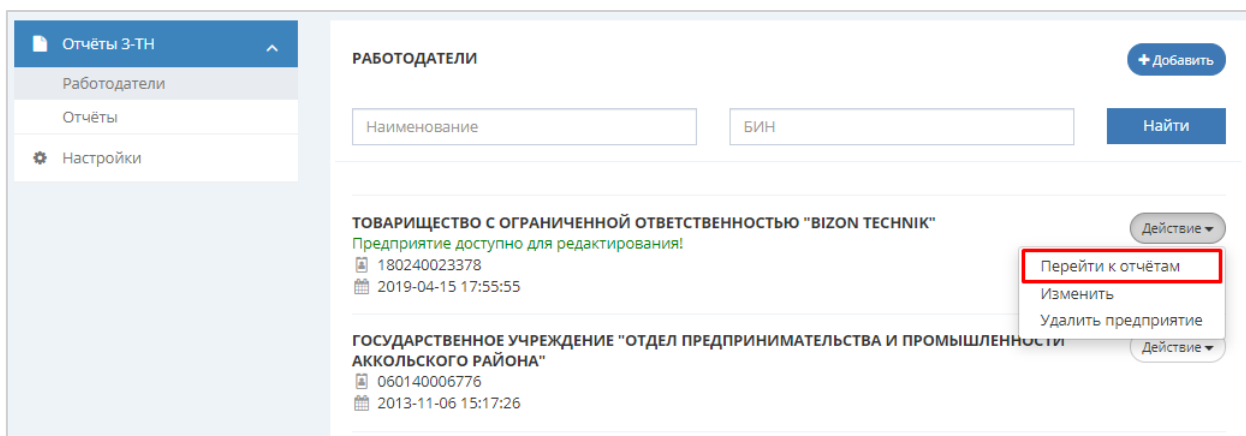 Отчёты 3-ТН
Работодатели
Отчёты
Настройки
РАБОТОДАТЕЛИ
Добавить
Наименование
БИН
Найти
ТОВАРИЩЕСТВО С ОГРАНИЧЕННОЙ ОТВЕТСТВЕННОСТЬЮ "BIZON TECHNIK"
Предприятие доступно для редактирования!
180240023378
2019-04-15 17:55:55
Действие
Перейти к отчётам
Изменить
Удалить предприятие
ГОСУДАРСТВЕННОЕ УЧРЕЖДЕНИЕ "ОТДЕЛ ПРЕДПРИНИМАТЕЛЬСТВА И ПРОМЫШЛЕННОСТИ
АККОЛЬСКОГО РАЙОНА"
060140006776
2013-11-06 15:17:26
Действие